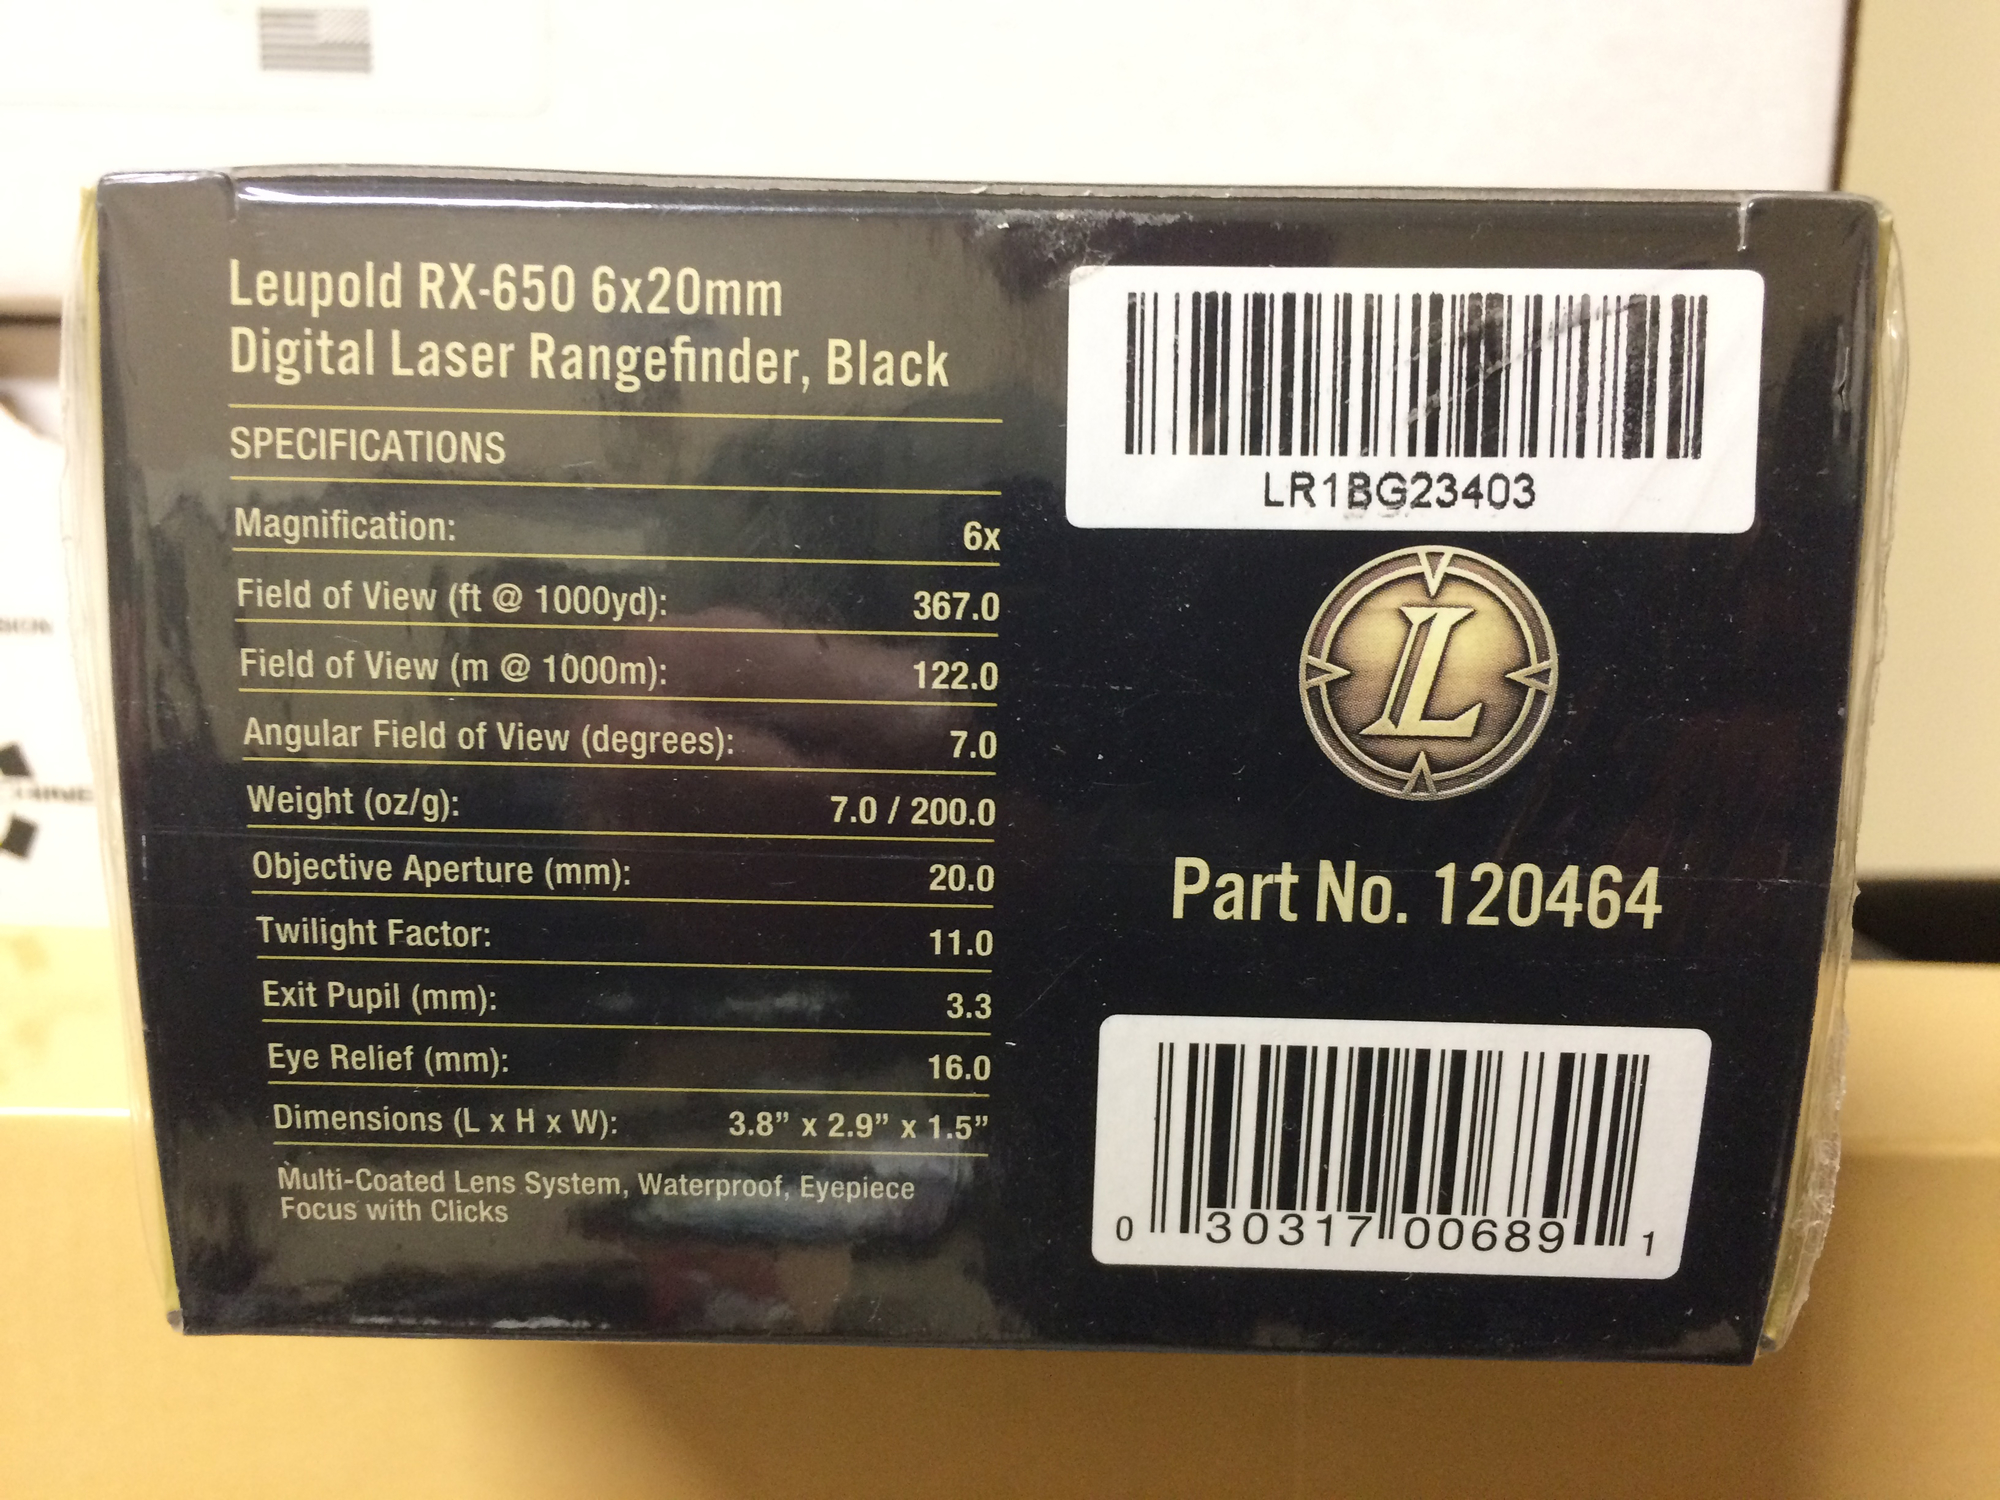 Leupold RX-650 6x20mm
Digital Laser Rangefinder, Black
SPECIFICATIONS
Magnification: 6x
Field of View (ft @ 1000yd): 367.0
Field of View (m @ 1000m): 122.0
Angular Field of View (degrees): 7.0
Weight (oz/g): 7.0 / 200.0
Objective Aperture (mm): 20.0
Twilight Factor: 11.0
Exit Pupil (mm): 3.3
Eye Relief (mm): 16.0
Dimensions (L x H x W): 3.8” x 2.9” x 1.5”
Multi-Coated Lens System, Waterproof, Eyepiece
Focus with Clicks
LR1BG23403
L
Part No. 120464
0 30317 00689 1